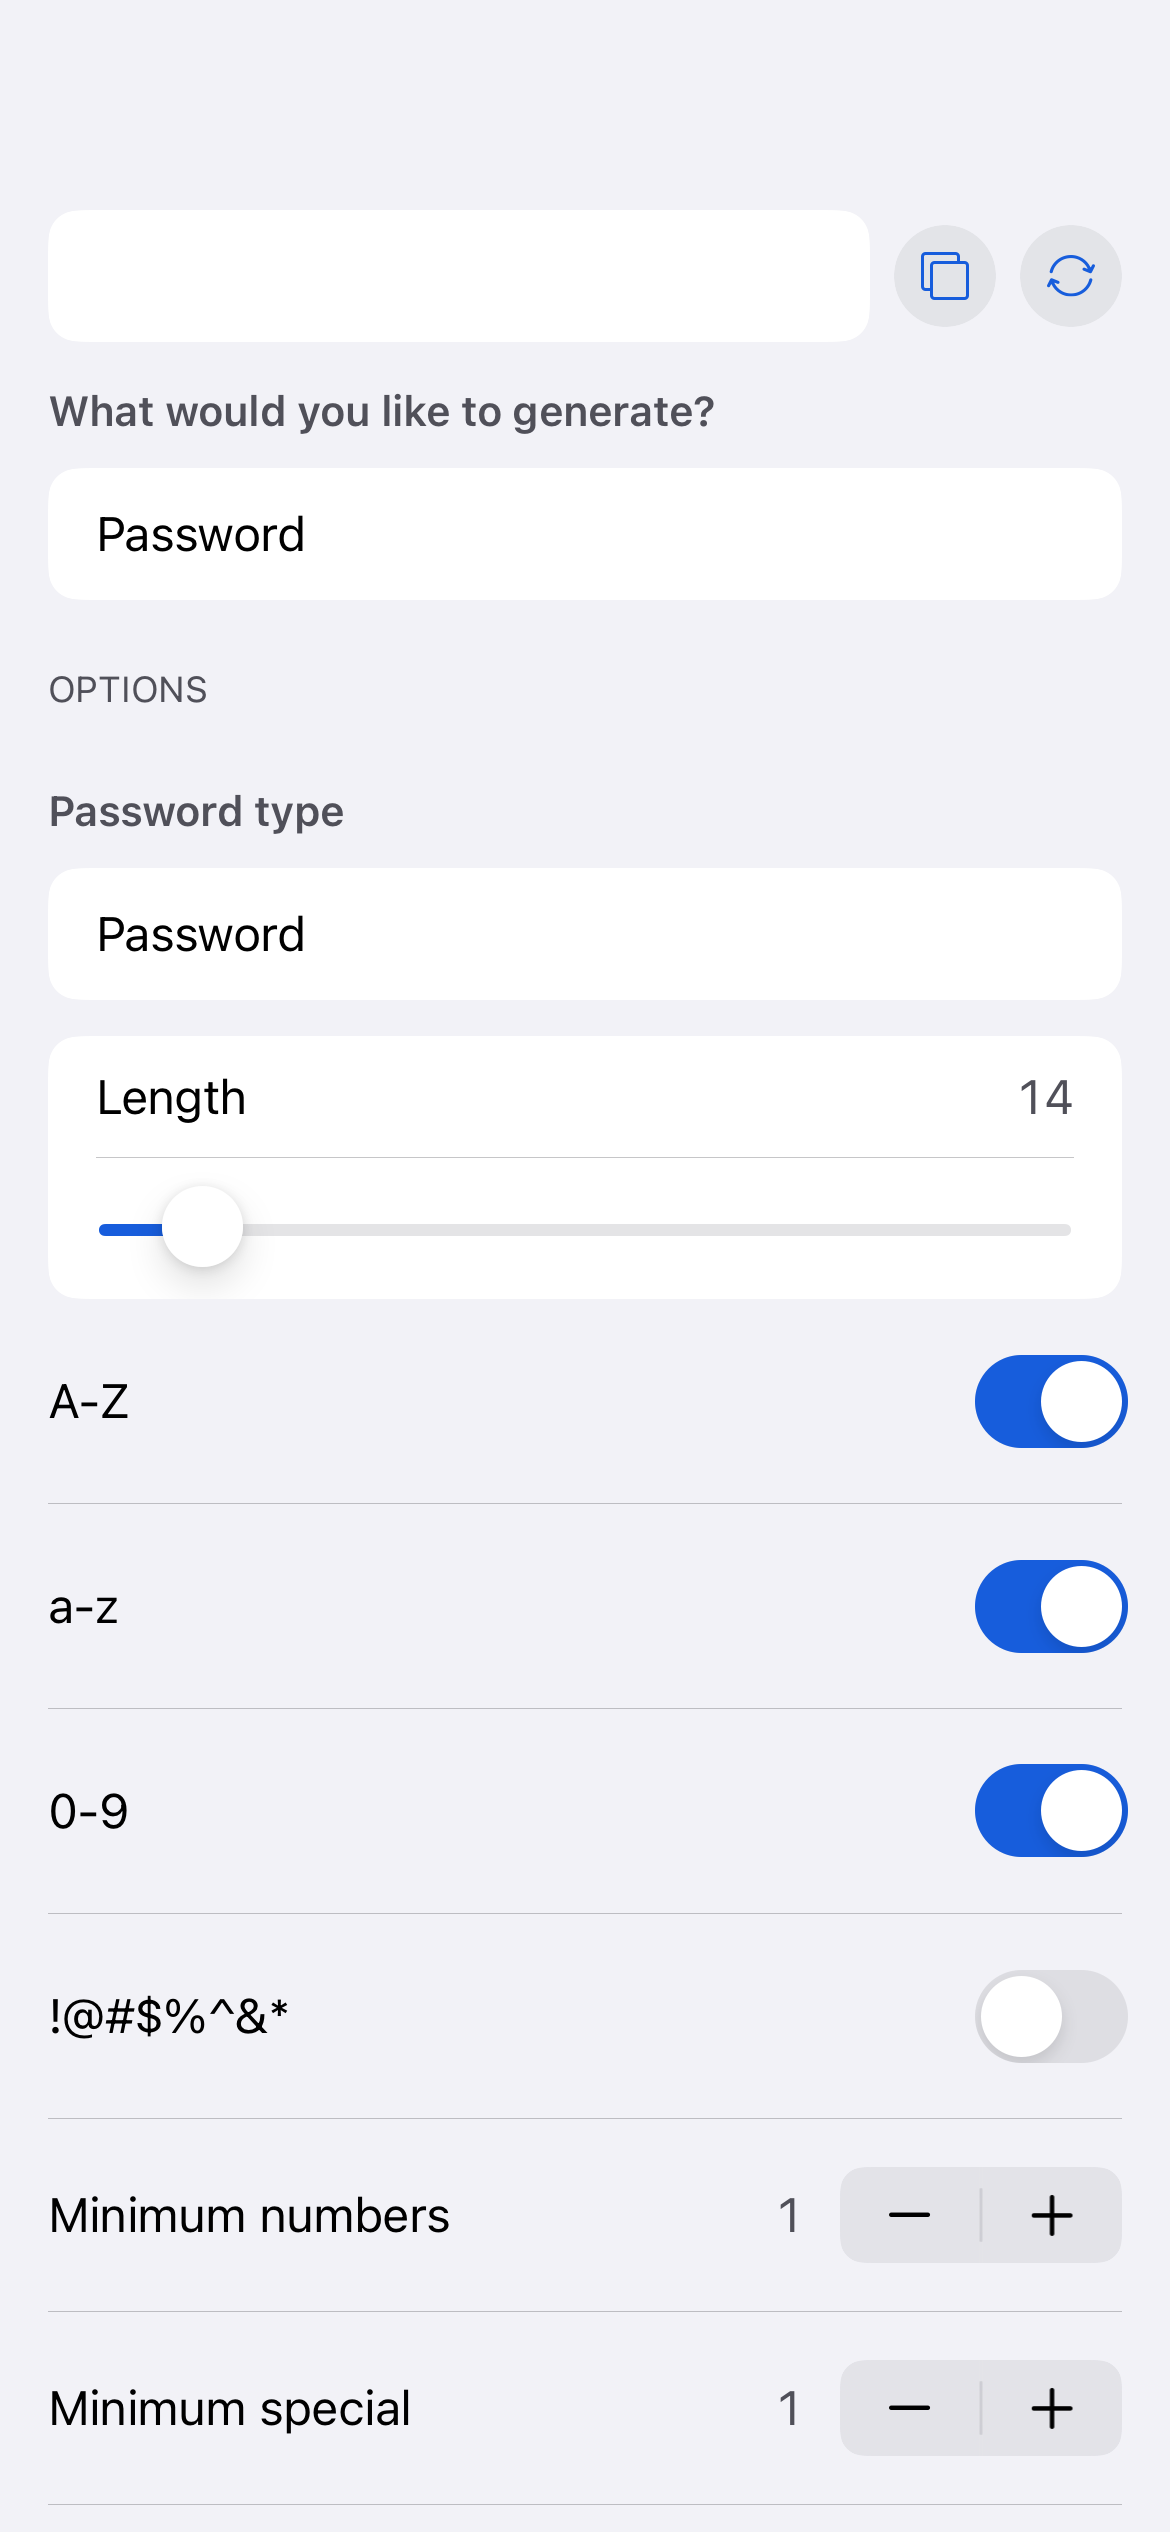 What would you like to generate?
Password
OPTIONS
Password type
Password
Length 14
A-Z
a-z
0-9
!@#$%^&*
Minimum numbers 1
Minimum special 1